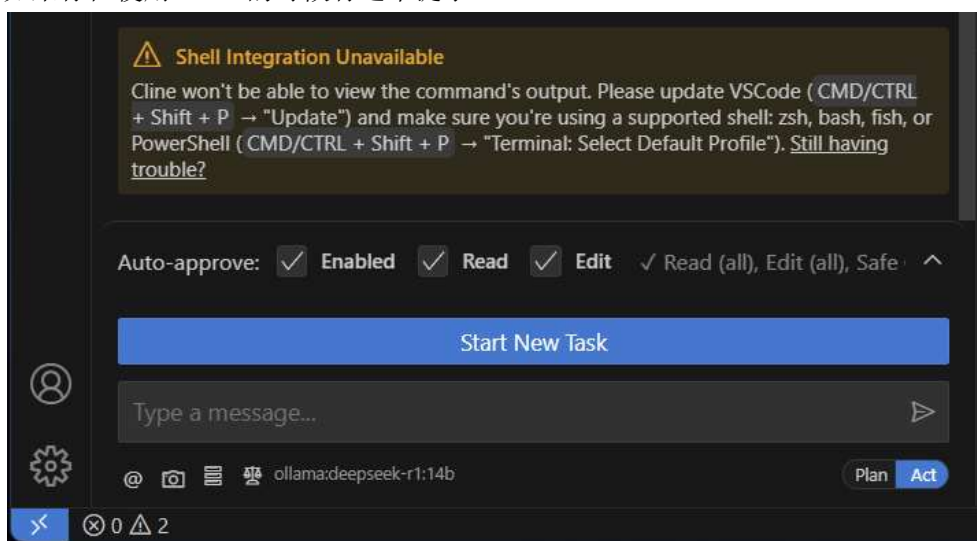 Shell Integration Unavailable
Cline won't be able to view the command's output. Please update VSCode ( CMD/CTRL
+ Shift + P → "Update") and make sure you're using a supported shell: zsh, bash, fish, or
PowerShell ( CMD/CTRL + Shift + P → "Terminal: Select Default Profile"). Still having
trouble?
Auto-approve: ✓ Enabled ✓ Read ✓ Edit ✓ Read (all), Edit (all), Safe
Start New Task
Type a message...
@ ollama:deepseek-r1:14b Plan Act
0 2